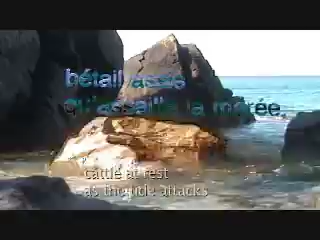 bétail assis
qu'assaille la marée,
cattle at rest
as the tide attacks